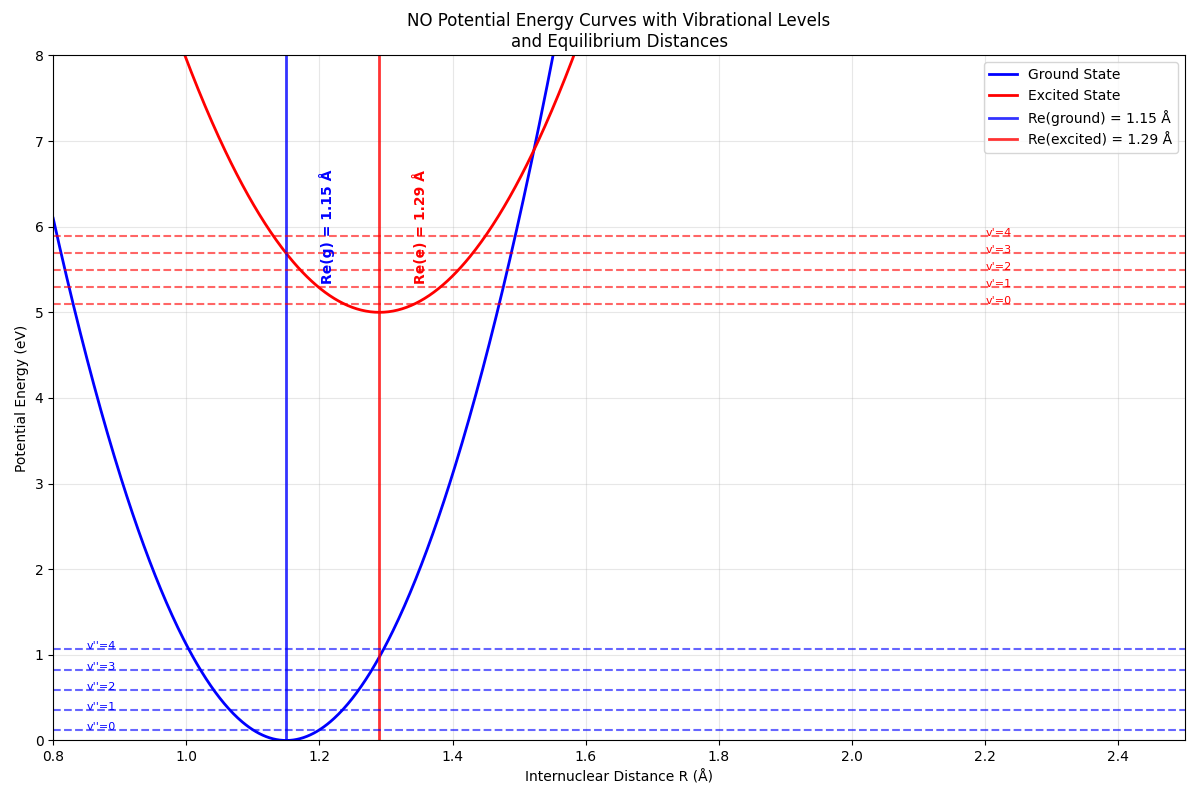 NO Potential Energy Curves with Vibrational Levels
and Equilibrium Distances
Ground State
Excited State
Re(ground) = 1.15 Å
Re(excited) = 1.29 Å
Potential Energy (eV)
8
7
6
5
4
3
2
1
0
Re(g) = 1.15 Å
Re(e) = 1.29 Å
v'=4
v'=3
v'=2
v'=1
v'=0
v''=4
v''=3
v''=2
v''=1
v''=0
0.8 1.0 1.2 1.4 1.6 1.8 2.0 2.2 2.4
Internuclear Distance R (Å)